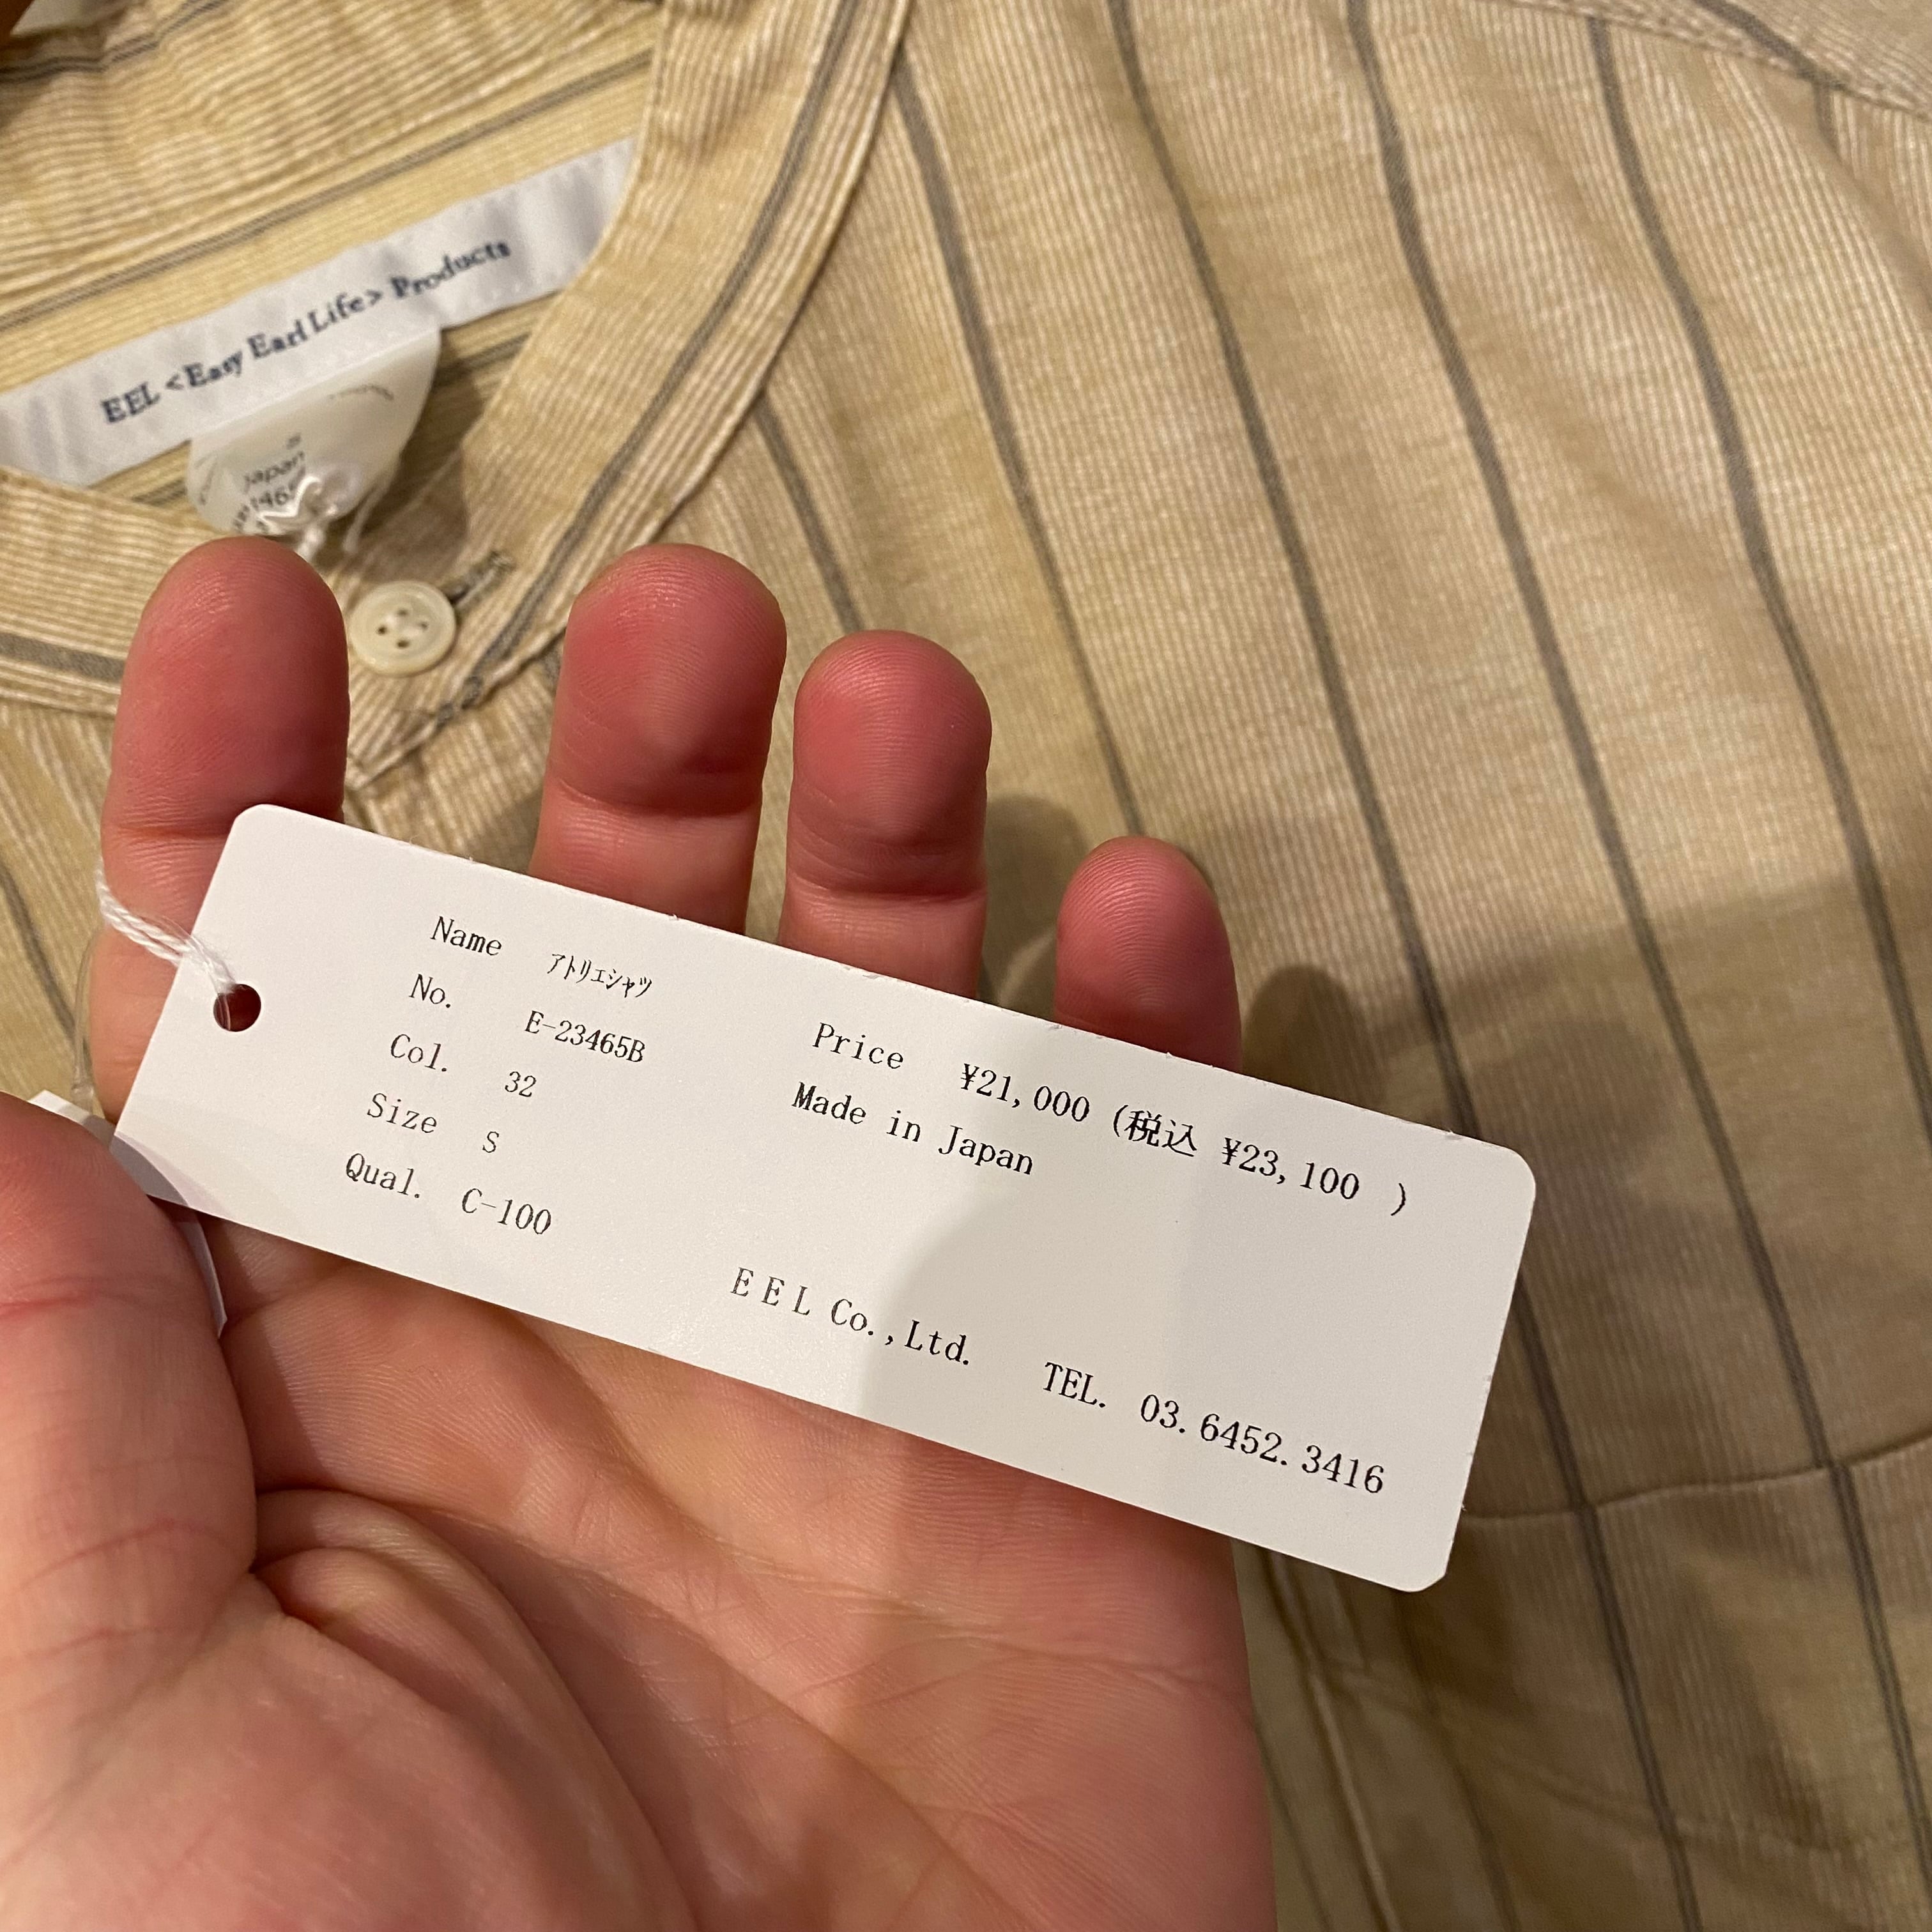 EEL <Easy Earl Life> Products
S
Japan
Name ｱﾄﾘｴｼｬﾂ
No. E-23465B
Col. 32
Size S
Qual. C-100
Price ¥21,000 (税込 ¥23,100 )
Made in Japan
E E L Co.,Ltd. TEL. 03.6452.3416